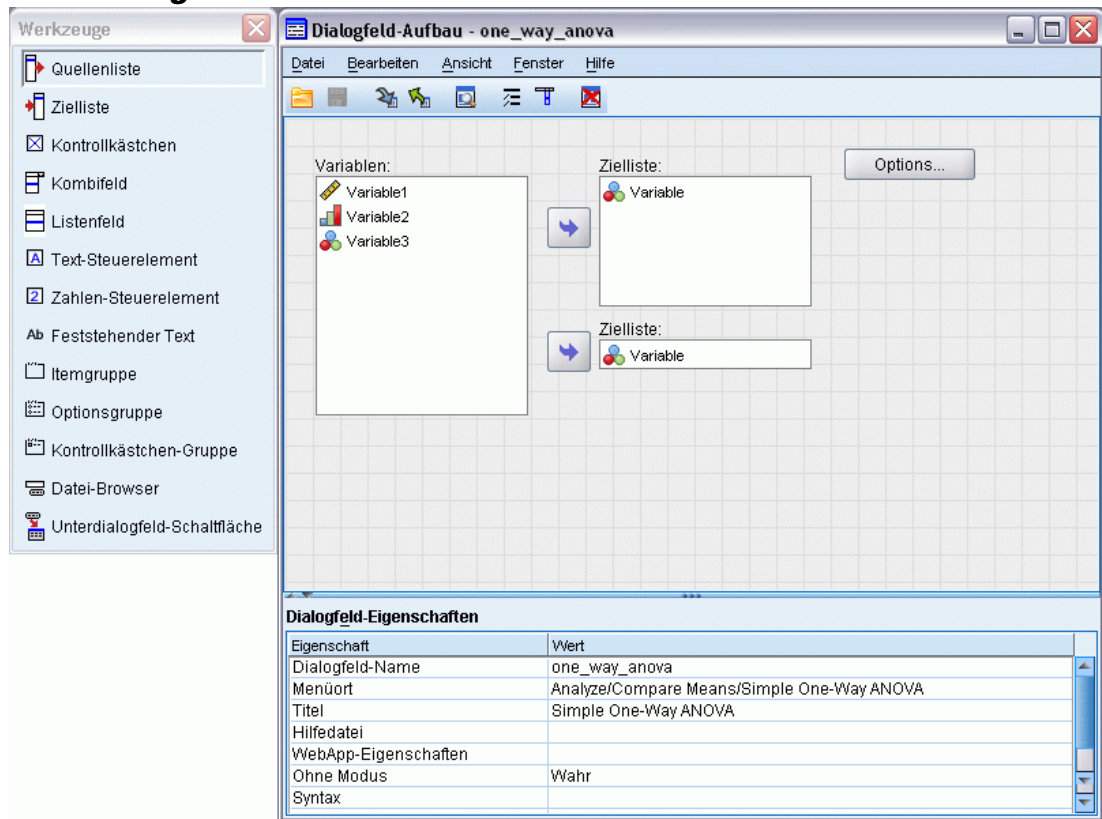 Werkzeuge
Quellenliste
Zielliste
Kontrollkästchen
Kombifeld
Listenfeld
Text-Steuerelement
Zahlen-Steuerelement
Ab Feststehender Text
Itemgruppe
Optionsgruppe
Kontrollkästchen-Gruppe
Datei-Browser
Unterdialogfeld-Schaltfläche
Dialogfeld-Aufbau - one_way_anova
Datei Bearbeiten Ansicht Fenster Hilfe
Variablen:
Variable1
Variable2
Variable3
Zielliste:
Variable
Zielliste:
Variable
Options...
Dialogfeld-Eigenschaften
Eigenschaft Wert
Dialogfeld-Name one_way_anova
Menüort Analyze/Compare Means/Simple One-Way ANOVA
Titel Simple One-Way ANOVA
Hilfedatei
WebApp-Eigenschaften
Ohne Modus Wahr
Syntax